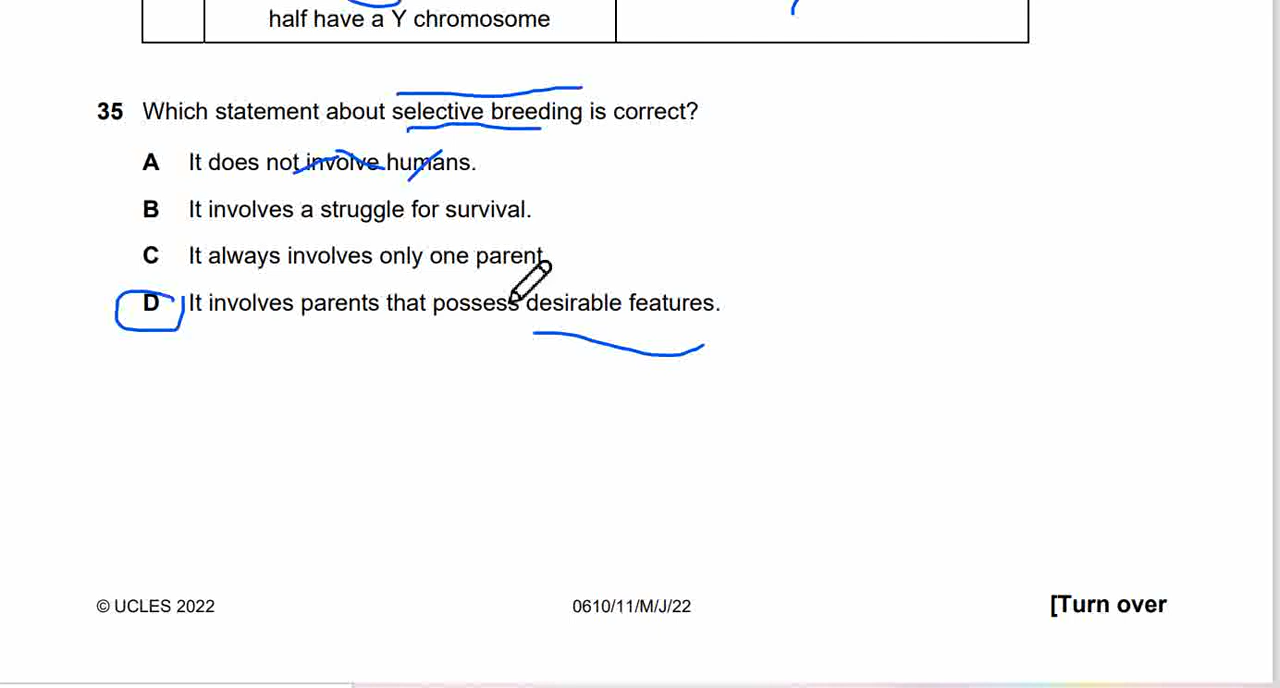 half have a Y chromosome
35 Which statement about selective breeding is correct?
A It does not involve humans.
B It involves a struggle for survival.
C It always involves only one parent.
D It involves parents that possess desirable features.
© UCLES 2022 0610/11/M/J/22 [Turn over